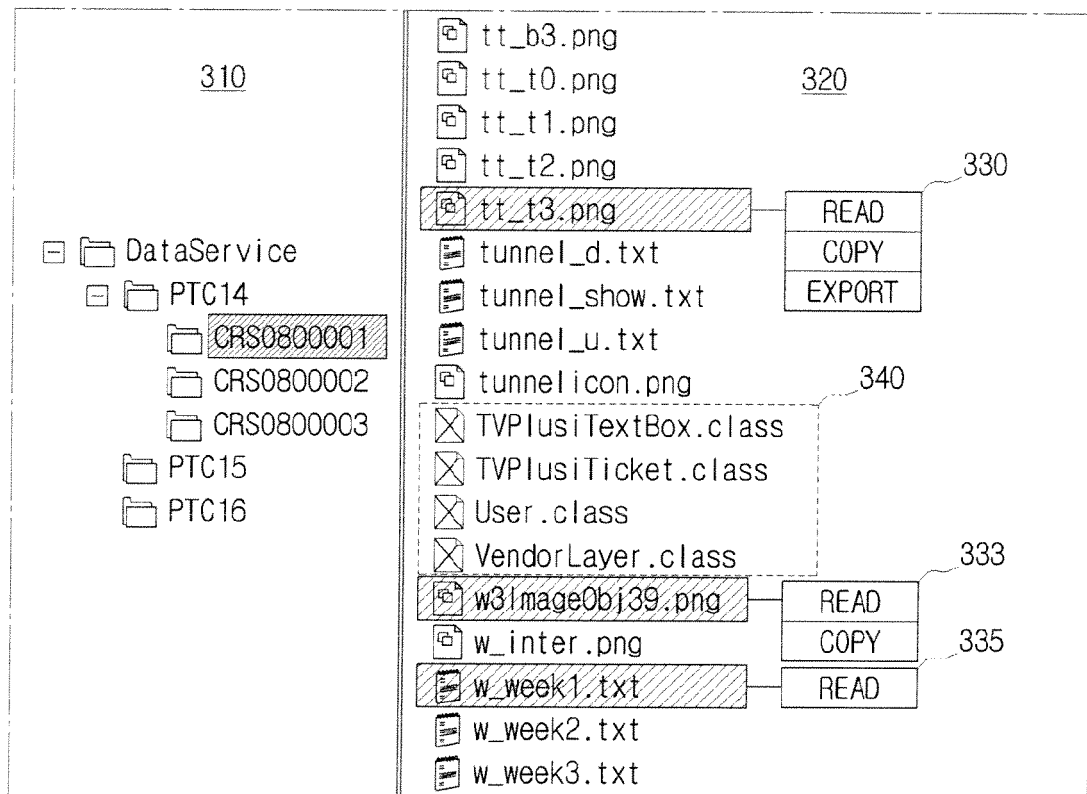 310
DataService
PTC14
CRS0800001
CRS0800002
CRS0800003
PTC15
PTC16
320
tt_b3.png
tt_t0.png
tt_t1.png
tt_t2.png
tt_t3.png
330
READ
COPY
EXPORT
tunnel_d.txt
tunnel_show.txt
tunnel_u.txt
tunnelicon.png
340
TVPlusiTextBox.class
TVPlusiTicket.class
User.class
VendorLayer.class
333
w3ImageObj39.png
READ
COPY
w_inter.png
335
w_week1.txt
READ
w_week2.txt
w_week3.txt